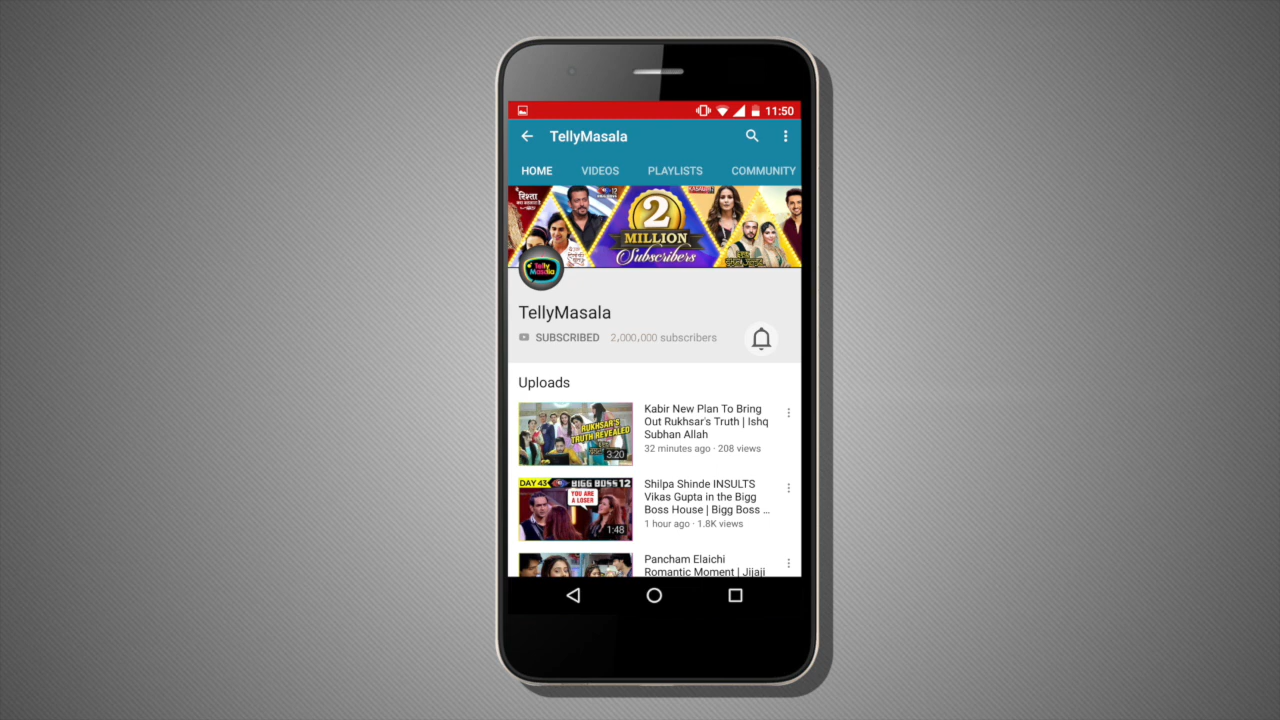 11:50
TellyMasala
HOME VIDEOS PLAYLISTS COMMUNITY
रिश्ता
2
MILLION
Subscribers
Telly
Masala
TellyMasala
SUBSCRIBED 2,000,000 subscribers
Uploads
RUKHSAR'S
TRUTH REVEALED
3:20
Kabir New Plan To Bring
Out Rukhsar's Truth | Ishq
Subhan Allah
32 minutes ago · 208 views
DAY 43 BIGG BOSS 12
YOU ARE
A LOSER
1:48
Shilpa Shinde INSULTS
Vikas Gupta in the Bigg
Boss House | Bigg Boss ...
1 hour ago · 1.8K views
Pancham Elaichi
Romantic Moment | Jijaji